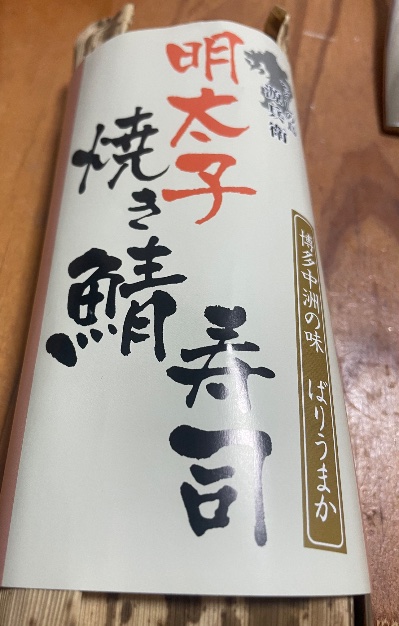 明太子
焼き鯖
寿司
博多中洲の味 ばりうまか